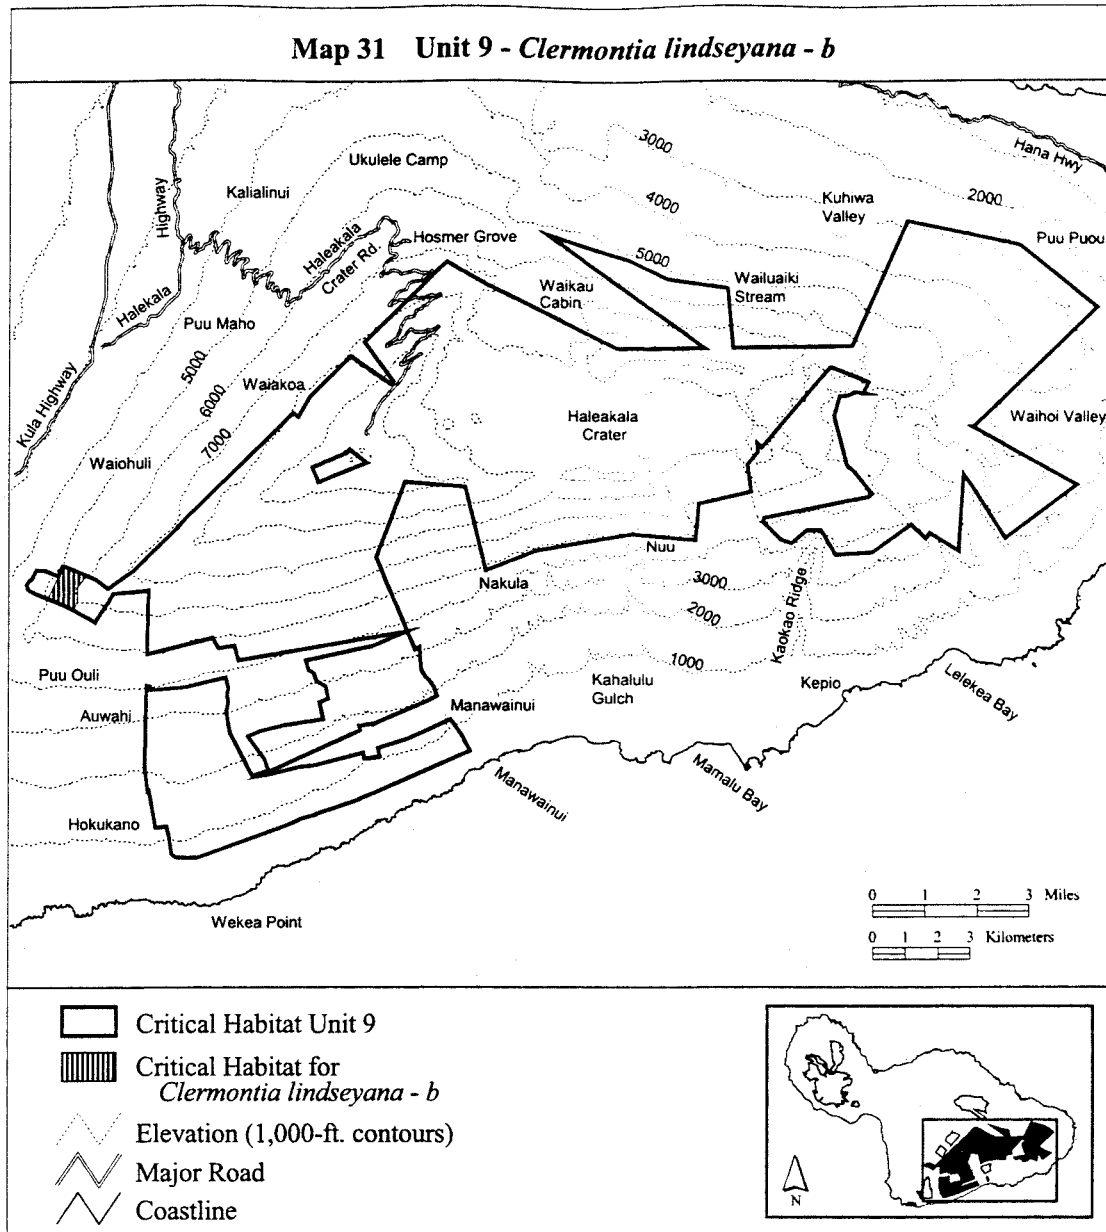 Map 31 Unit 9 - Clermontia lindseyana - b
3000
Hana Hwy
Ukulele Camp
Highway
Kalialinui
4000
Kuhiwa
Valley
2000
Haleakala
Crater Rd.
Hosmer Grove
5000
Puu Puou
Halekala
Waikau
Cabin
Wailuaiki
Stream
Puu Maho
5000
Kula Highway
6000
Waiakoa
7000
Haleakala
Crater
Waihoi Valley
Waiohuli
Nuu
Nakula
3000
2000
Kaokao Ridge
1000
Puu Ouli
Kahalulu
Gulch
Kepio
Lelekea Bay
Auwahi
Manawainui
Manawainui
Mamalu Bay
Hokukano
Wekea Point
0 1 2 3 Miles
0 1 2 3 Kilometers
Critical Habitat Unit 9
Critical Habitat for
Clermontia lindseyana - b
Elevation (1,000-ft. contours)
Major Road
Coastline
N